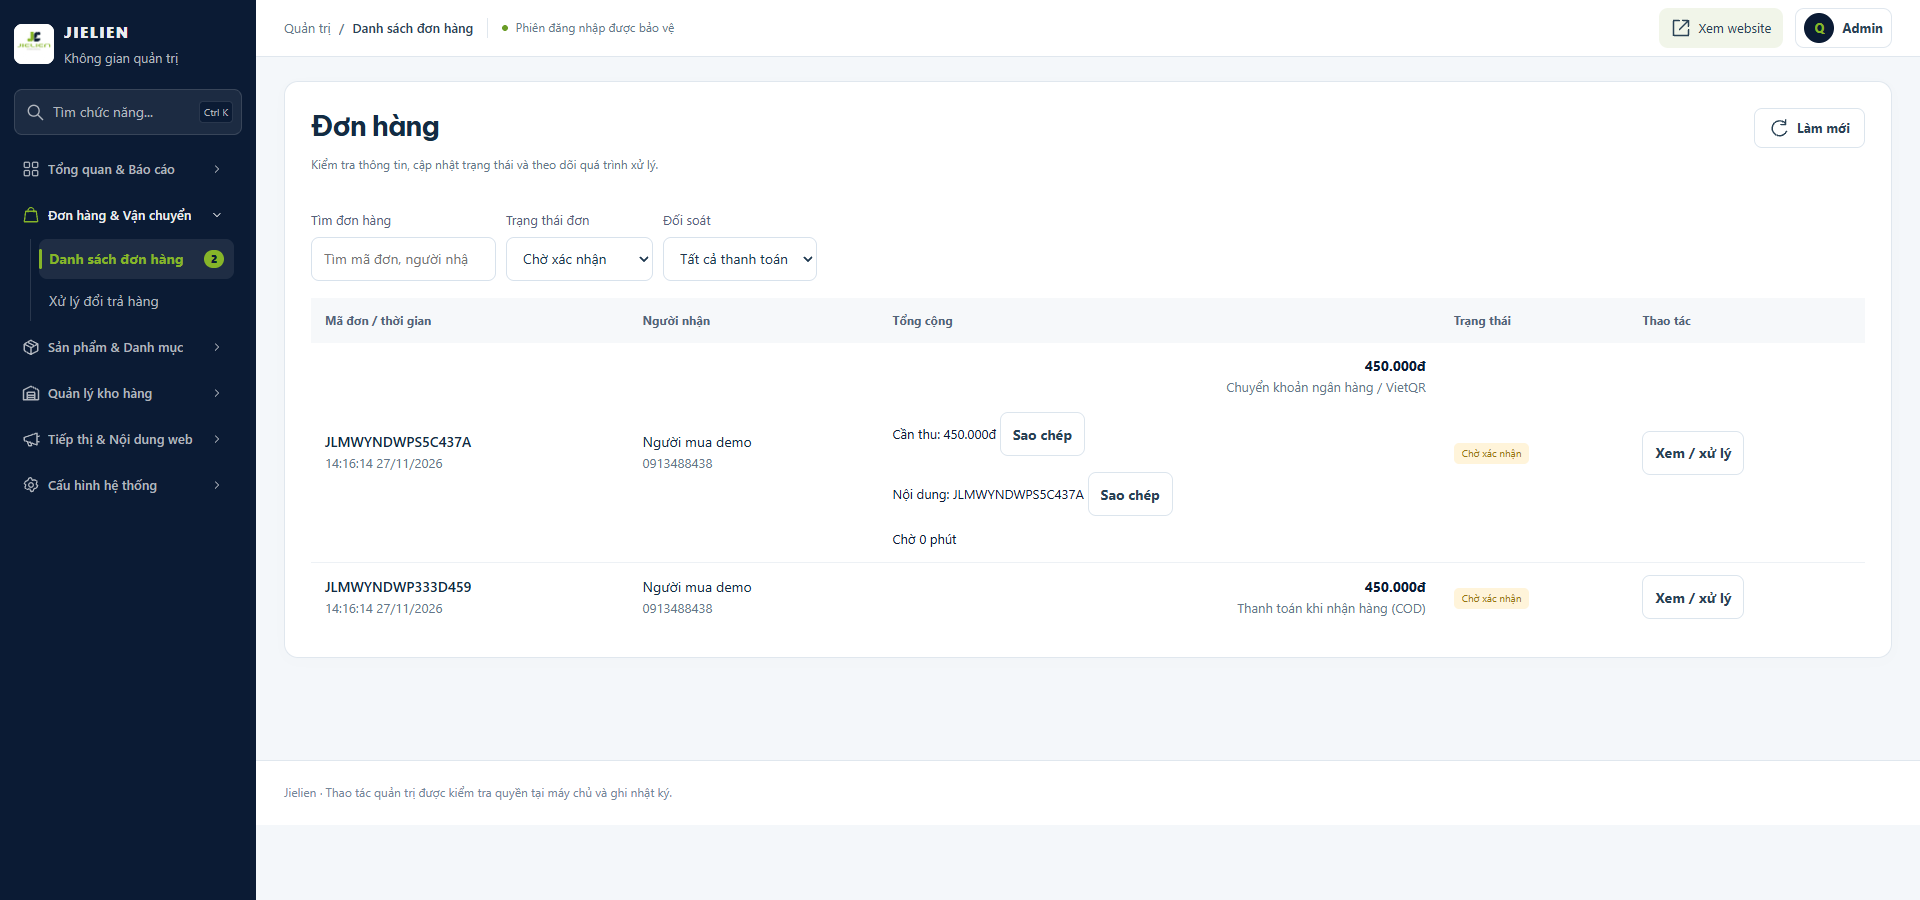 JC
JIELIEN
JIELIEN
Không gian quản trị
Tìm chức năng...
Ctrl K
Tổng quan & Báo cáo
Đơn hàng & Vận chuyển
Danh sách đơn hàng
2
Xử lý đổi trả hàng
Sản phẩm & Danh mục
Quản lý kho hàng
Tiếp thị & Nội dung web
Cấu hình hệ thống
Quản trị / Danh sách đơn hàng
Phiên đăng nhập được bảo vệ
Xem website
Q
Admin
Đơn hàng
Kiểm tra thông tin, cập nhật trạng thái và theo dõi quá trình xử lý.
Làm mới
Tìm đơn hàng
Trạng thái đơn
Đối soát
Tìm mã đơn, người nhậ
Chờ xác nhận
Tất cả thanh toán
Mã đơn / thời gian
Người nhận
Tổng cộng
Trạng thái
Thao tác
JLMWYNDWPS5C437A
14:16:14 27/11/2026
Người mua demo
0913488438
450.000đ
Chuyển khoản ngân hàng / VietQR
Cần thu: 450.000đ
Sao chép
Nội dung: JLMWYNDWPS5C437A
Sao chép
Chờ 0 phút
Chờ xác nhận
Xem / xử lý
JLMWYNDWP333D459
14:16:14 27/11/2026
Người mua demo
0913488438
450.000đ
Thanh toán khi nhận hàng (COD)
Chờ xác nhận
Xem / xử lý
Jielien · Thao tác quản trị được kiểm tra quyền tại máy chủ và ghi nhật ký.